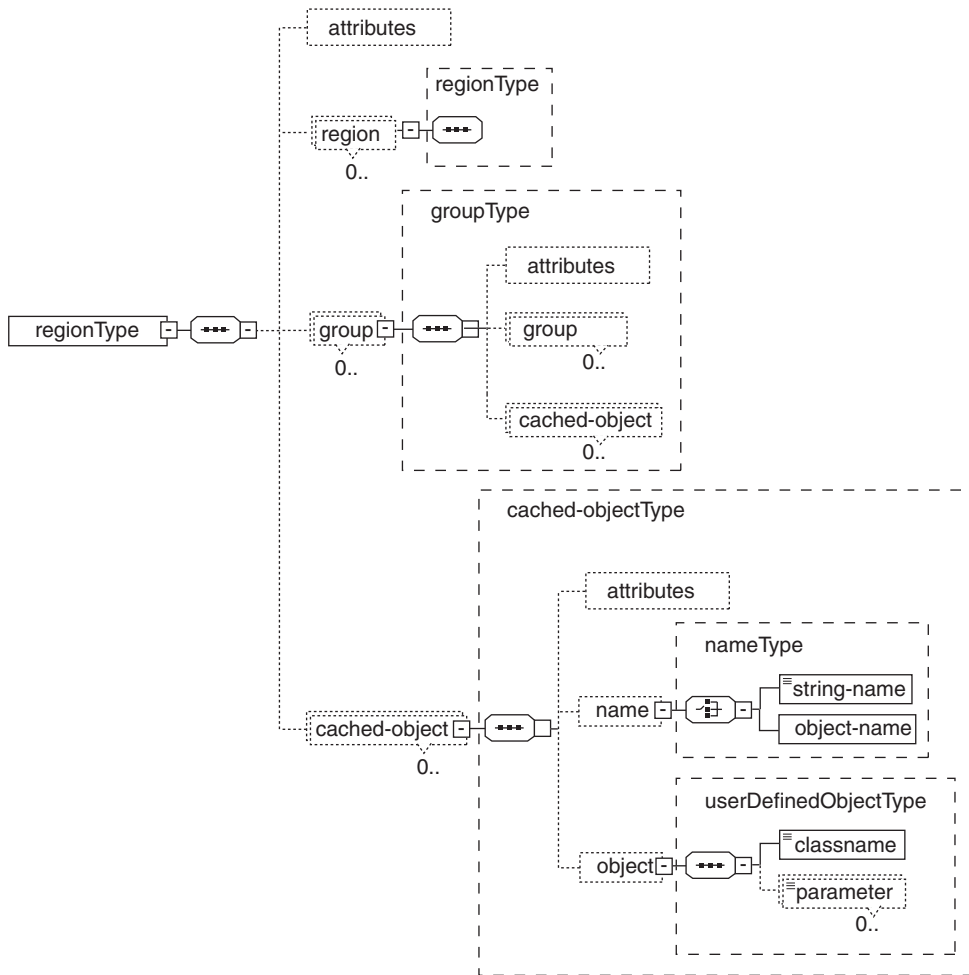 attributes
regionType
region
0..
groupType
attributes
regionType
group
0..
group
0..
cached-object
0..
cached-objectType
attributes
nameType
string-name
name
object-name
cached-object
0..
userDefinedObjectType
classname
object
parameter
0..